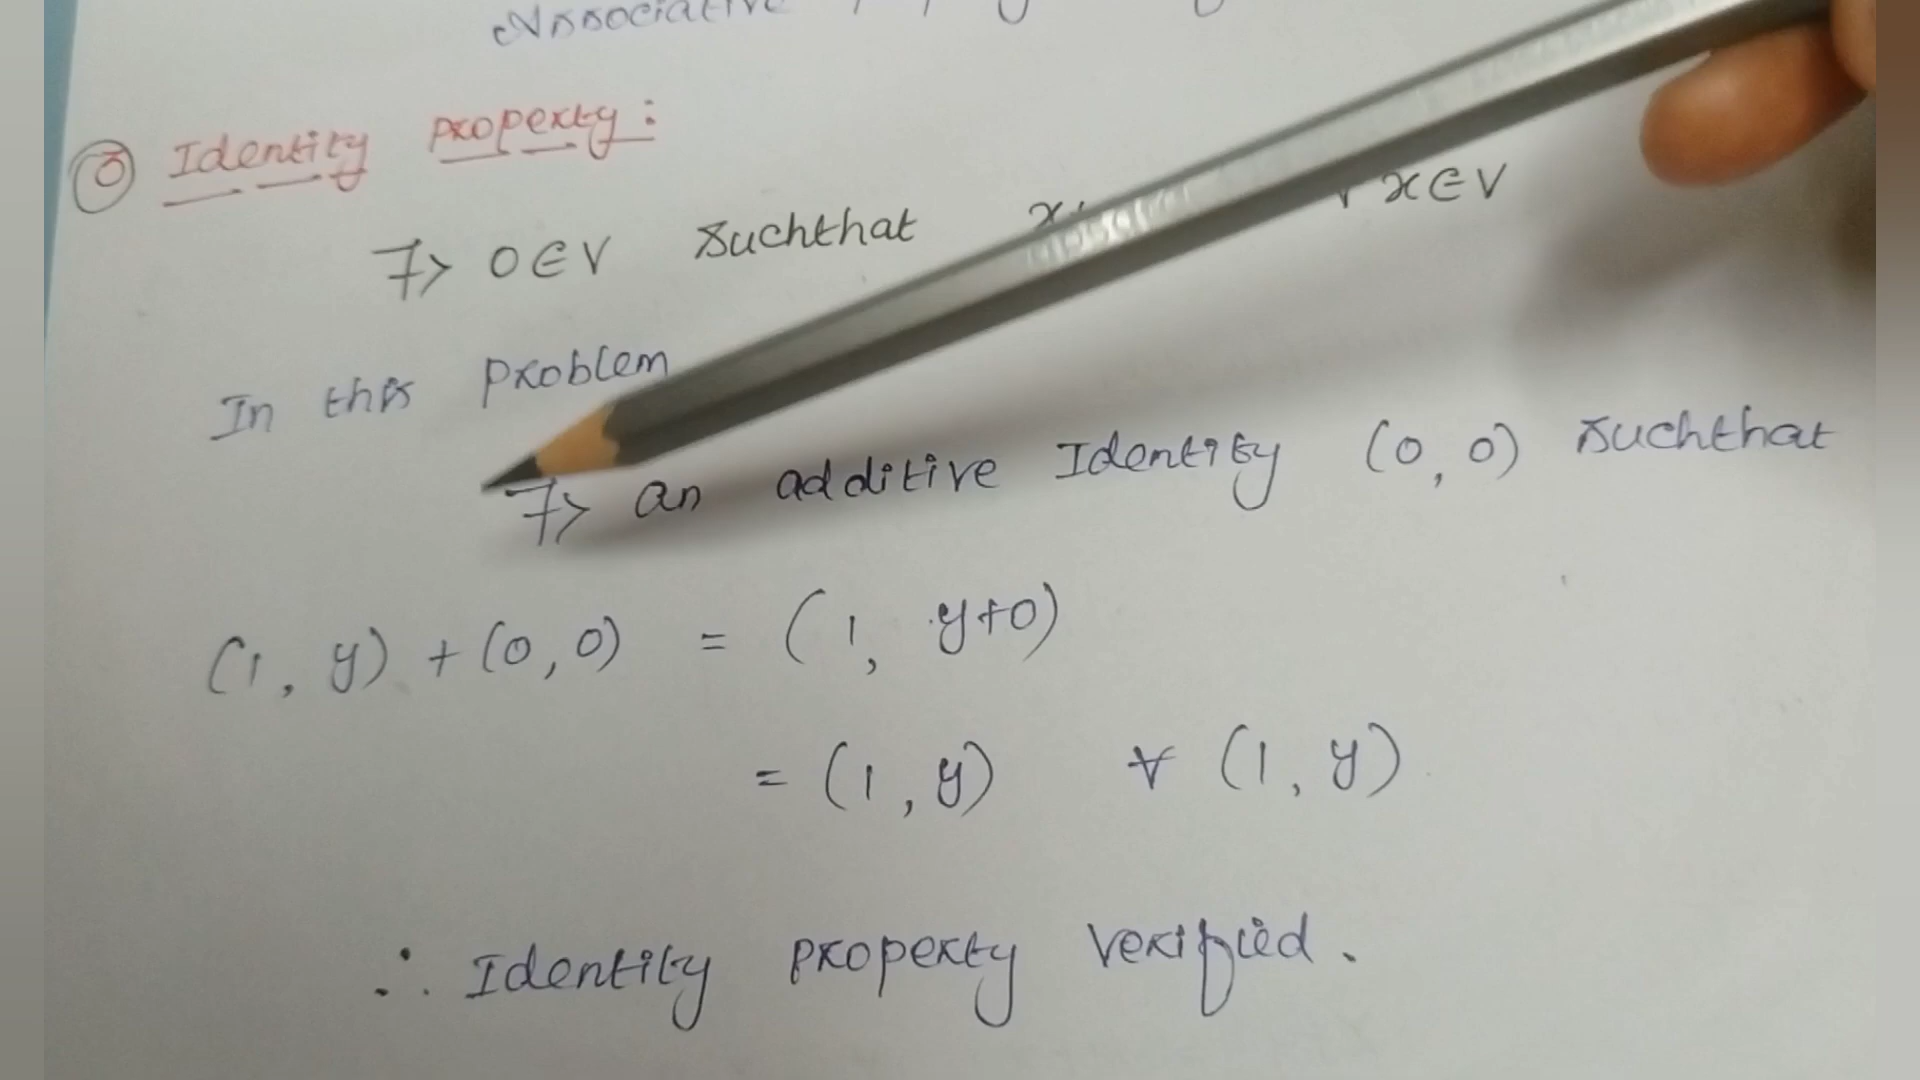 Associative
③ Identity property:
∃> 0∈V suchthat x+ ∀ x∈V
In this problem
∃> an additive Identity (0, 0) suchthat
(1, y) + (0, 0) = (1, y+0)
= (1, y) ∀ (1, y)
∴ Identity property verified.